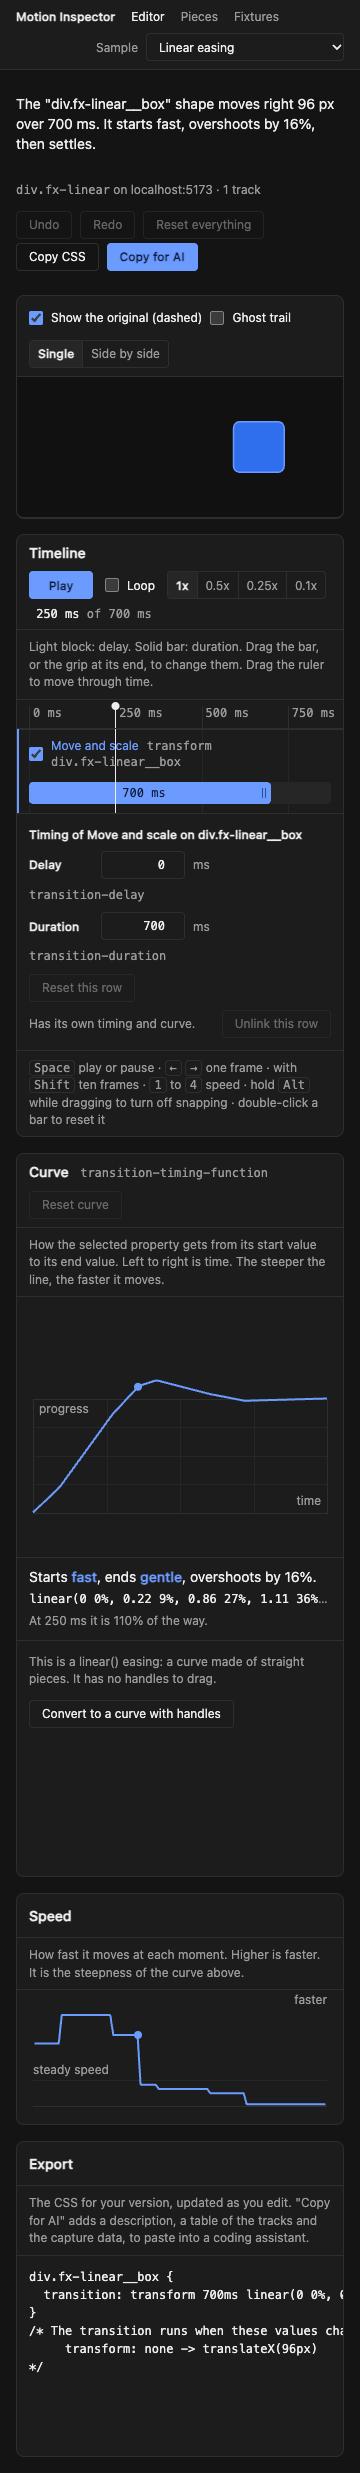 Motion Inspector Editor Pieces Fixtures
Sample Linear easing
The "div.fx-linear__box" shape moves right 96 px
over 700 ms. It starts fast, overshoots by 16%,
then settles.
div.fx-linear on localhost:5173 · 1 track
Undo Redo Reset everything
Copy CSS Copy for AI
Show the original (dashed) Ghost trail
Single Side by side
Timeline
Play Loop 1x 0.5x 0.25x 0.1x
250 ms of 700 ms
Light block: delay. Solid bar: duration. Drag the bar,
or the grip at its end, to change them. Drag the ruler
to move through time.
0 ms 250 ms 500 ms 750 ms
Move and scale transform
div.fx-linear__box
700 ms
Timing of Move and scale on div.fx-linear__box
Delay 0 ms
transition-delay
Duration 700 ms
transition-duration
Reset this row
Has its own timing and curve. Unlink this row
Space play or pause · ← → one frame · with
Shift ten frames · 1 to 4 speed · hold Alt
while dragging to turn off snapping · double-click a
bar to reset it
Curve transition-timing-function
Reset curve
How the selected property gets from its start value
to its end value. Left to right is time. The steeper the
line, the faster it moves.
progress
time
Starts fast, ends gentle, overshoots by 16%.
linear(0 0%, 0.22 9%, 0.86 27%, 1.11 36%…
At 250 ms it is 110% of the way.
This is a linear() easing: a curve made of straight
pieces. It has no handles to drag.
Convert to a curve with handles
Speed
How fast it moves at each moment. Higher is faster.
It is the steepness of the curve above.
faster
steady speed
Export
The CSS for your version, updated as you edit. "Copy
for AI" adds a description, a table of the tracks and
the capture data, to paste into a coding assistant.
div.fx-linear__box {
transition: transform 700ms linear(0 0%,
}
/* The transition runs when these values cha
transform: none -> translateX(96px)
*/